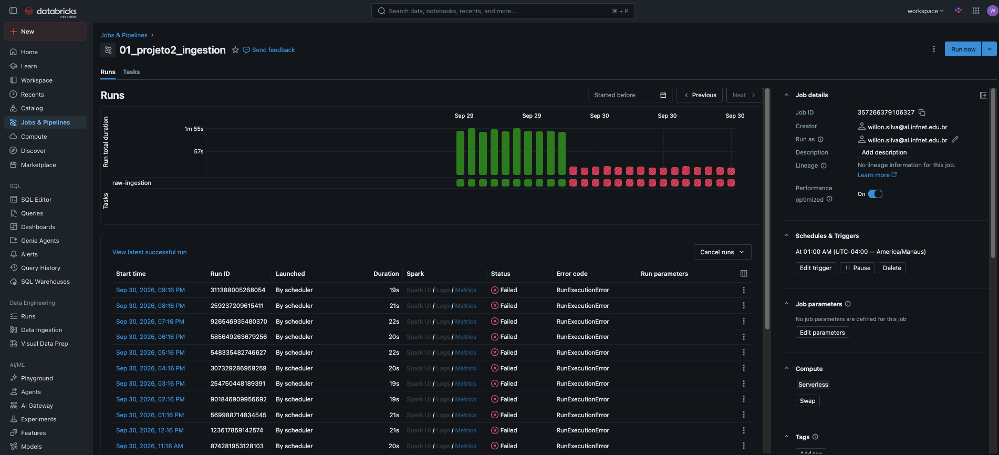 databricks
Free Edition
Search data, notebooks, recents, and more...
⌘ + P
workspace
W
New
Home
Learn
Workspace
Recents
Catalog
Jobs & Pipelines
Compute
Discover
Marketplace
SQL
SQL Editor
Queries
Dashboards
Genie Agents
Alerts
Query History
SQL Warehouses
Data Engineering
Runs
Data Ingestion
Visual Data Prep
AI/ML
Playground
Agents
AI Gateway
Experiments
Features
Models
Jobs & Pipelines
01_projeto2_ingestion
Send feedback
Run now
Runs Tasks
Runs
Started before
Previous
Next
Sep 29 Sep 29 Sep 30 Sep 30 Sep 30
Run total duration
1m 55s
57s
raw-ingestion
Tasks
View latest successful run
Cancel runs
Start time Run ID Launched Duration Spark Status Error code Run parameters
Sep 30, 2026, 09:16 PM 311388005268054 By scheduler 19s Spark UI / Logs / Metrics Failed RunExecutionError
Sep 30, 2026, 08:16 PM 259237209615411 By scheduler 21s Spark UI / Logs / Metrics Failed RunExecutionError
Sep 30, 2026, 07:16 PM 926546935480370 By scheduler 22s Spark UI / Logs / Metrics Failed RunExecutionError
Sep 30, 2026, 06:16 PM 585649263679256 By scheduler 20s Spark UI / Logs / Metrics Failed RunExecutionError
Sep 30, 2026, 05:16 PM 548335482746627 By scheduler 22s Spark UI / Logs / Metrics Failed RunExecutionError
Sep 30, 2026, 04:16 PM 307329286959259 By scheduler 20s Spark UI / Logs / Metrics Failed RunExecutionError
Sep 30, 2026, 03:16 PM 254750448189391 By scheduler 19s Spark UI / Logs / Metrics Failed RunExecutionError
Sep 30, 2026, 02:16 PM 901846909956692 By scheduler 19s Spark UI / Logs / Metrics Failed RunExecutionError
Sep 30, 2026, 01:16 PM 569988714834545 By scheduler 21s Spark UI / Logs / Metrics Failed RunExecutionError
Sep 30, 2026, 12:16 PM 123617859142574 By scheduler 21s Spark UI / Logs / Metrics Failed RunExecutionError
Sep 30, 2026, 11:16 AM 874281953128103 By scheduler 20s Spark UI / Logs / Metrics Failed RunExecutionError
Job details
Job ID 357266379106327
Creator willon.silva@al.infnet.edu.br
Run as willon.silva@al.infnet.edu.br
Description Add description
Lineage No lineage information for this job.
Learn more
Performance optimized On
Schedules & Triggers
At 01:00 AM (UTC-04:00 — America/Manaus)
Edit trigger Pause Delete
Job parameters
No job parameters are defined for this job
Edit parameters
Compute
Serverless
Swap
Tags
Add tag